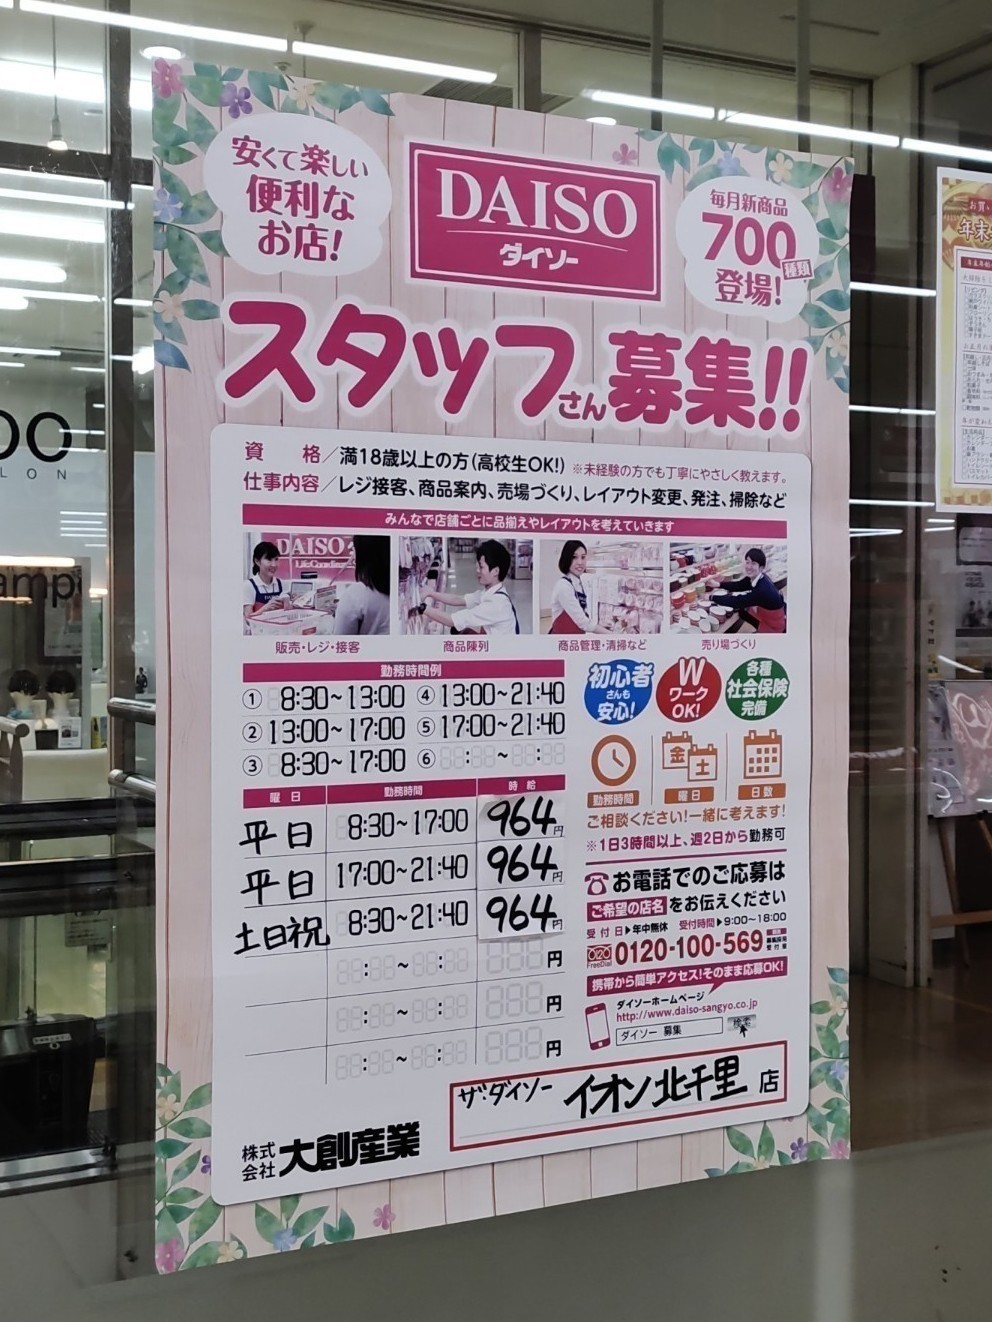 安くて楽しい
便利な
お店!
DAISO
ダイソー
毎月新商品
700種類
登場!
スタッフさん募集!!
資格/満18歳以上の方(高校生OK!) ※未経験の方でも丁寧にやさしく教えます。
仕事内容/レジ接客、商品案内、売場づくり、レイアウト変更、発注、掃除など
みんなで店舗ごとに品揃えやレイアウトを考えていきます
DAISO
販売・レジ・接客 商品陳列 商品管理・清掃など 売り場づくり
勤務時間例
① 8:30~13:00 ④ 13:00~21:40
② 13:00~17:00 ⑤ 17:00~21:40
③ 8:30~17:00 ⑥ : ~ :
初心者
さんも
安心!
W
ワーク
OK!
各種
社会保険
完備
曜日 勤務時間 時給
平日 8:30~17:00 964円
平日 17:00~21:40 964円
土日祝 8:30~21:40 964円
: ~ : 円
: ~ : 円
: ~ : 円
金 土
勤務時間 曜日 日数
ご相談ください!一緒に考えます!
※1日3時間以上、週2日から勤務可
お電話でのご応募は
ご希望の店名をお伝えください
受付日▶年中無休 受付時間▶9:00~18:00
FreeDial 0120-100-569
携帯から簡単アクセス!そのまま応募OK!
ダイソーホームページ
http://www.daiso-sangyo.co.jp
ダイソー 募集 検索
ザ・ダイソー イオン北千里 店
株式
会社 大創産業
LON